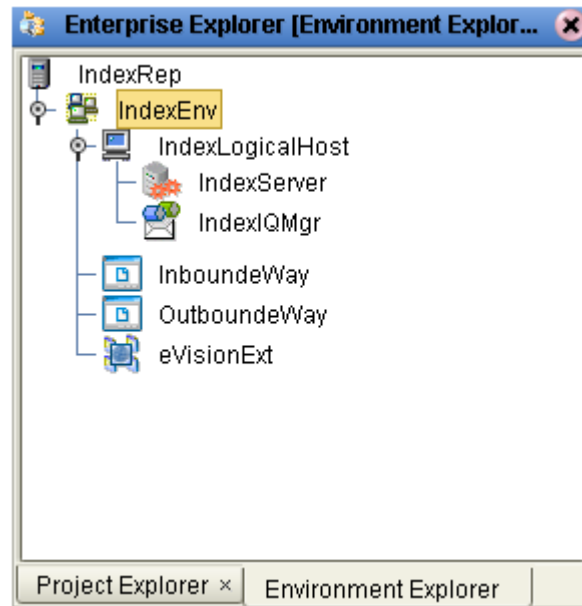 Enterprise Explorer [Environment Explor...
IndexRep
IndexEnv
IndexLogicalHost
IndexServer
IndexIQMgr
InboundeWay
OutboundeWay
eVisionExt
Project Explorer × Environment Explorer